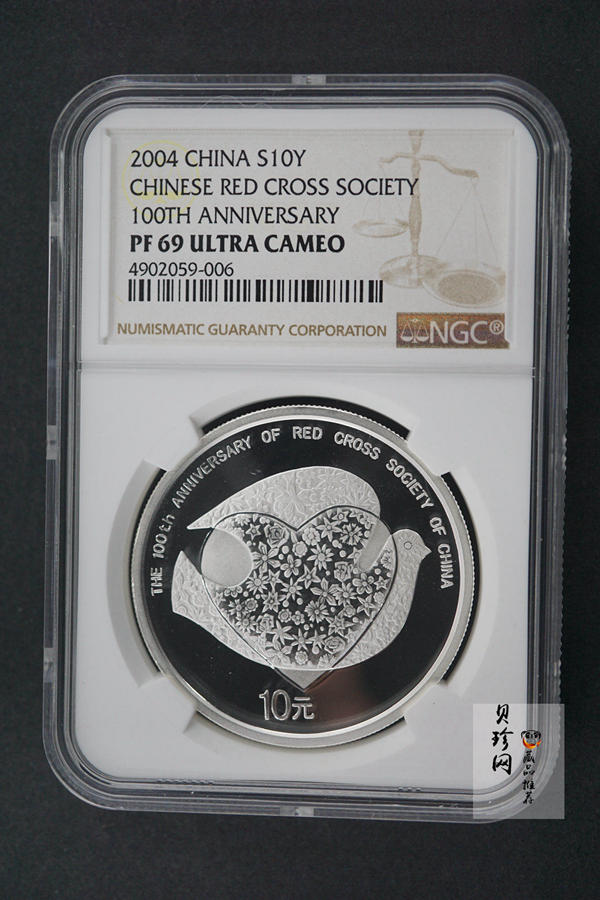 2004 CHINA S10Y
CHINESE RED CROSS SOCIETY
100TH ANNIVERSARY
PF 69 ULTRA CAMEO
4902059-006
NUMISMATIC GUARANTY CORPORATION
NGC®
THE 100th ANNIVERSARY OF RED CROSS SOCIETY OF CHINA
10元
贝珍网
藏品推荐